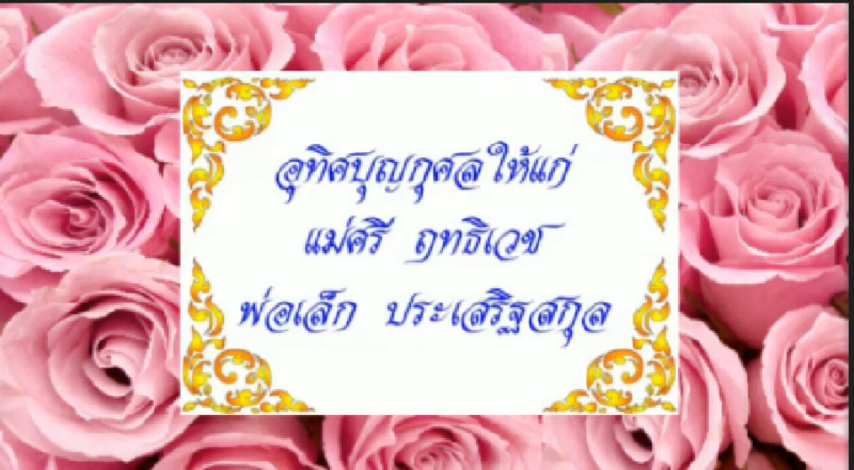 อุทิศบุญกุศลให้แก่
แม่ศรี ฤทธิเวช
พ่อเล็ก ประเสริฐสกุล